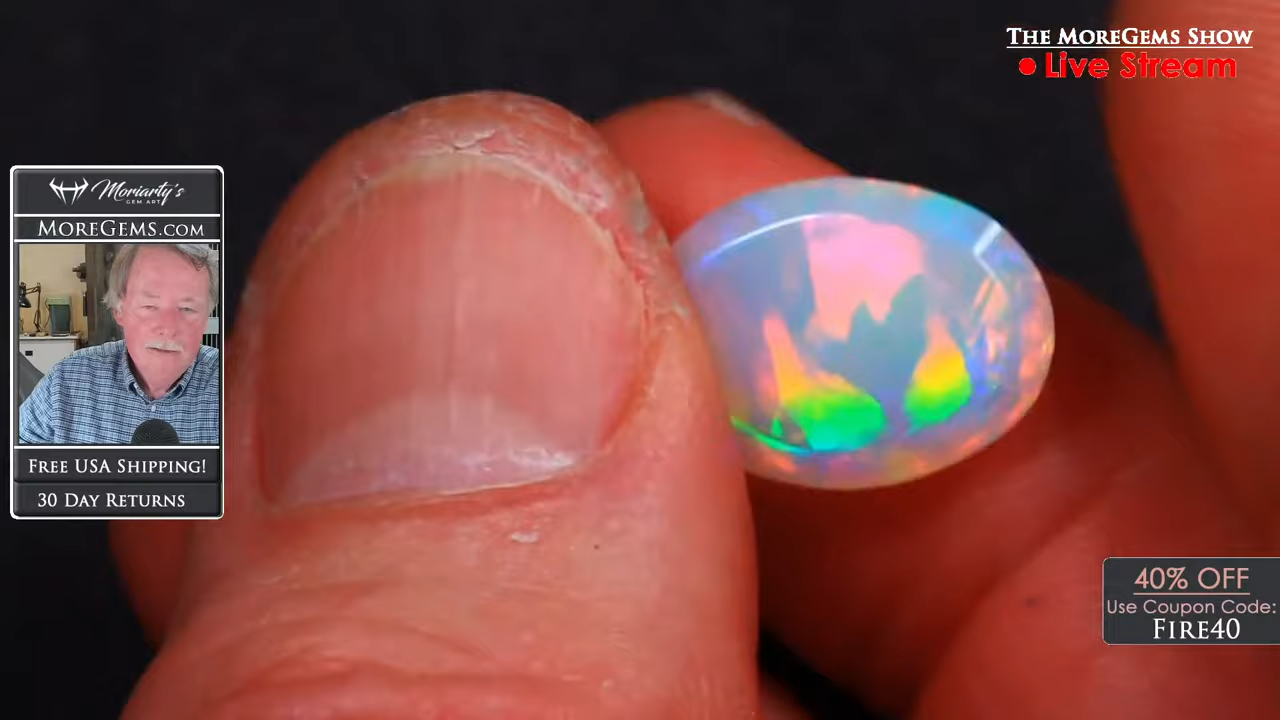 The MoreGems Show
Live Stream
Moriarty's
GEM ART
MoreGems.com
Free USA Shipping!
30 Day Returns
40% OFF
Use Coupon Code:
Fire40